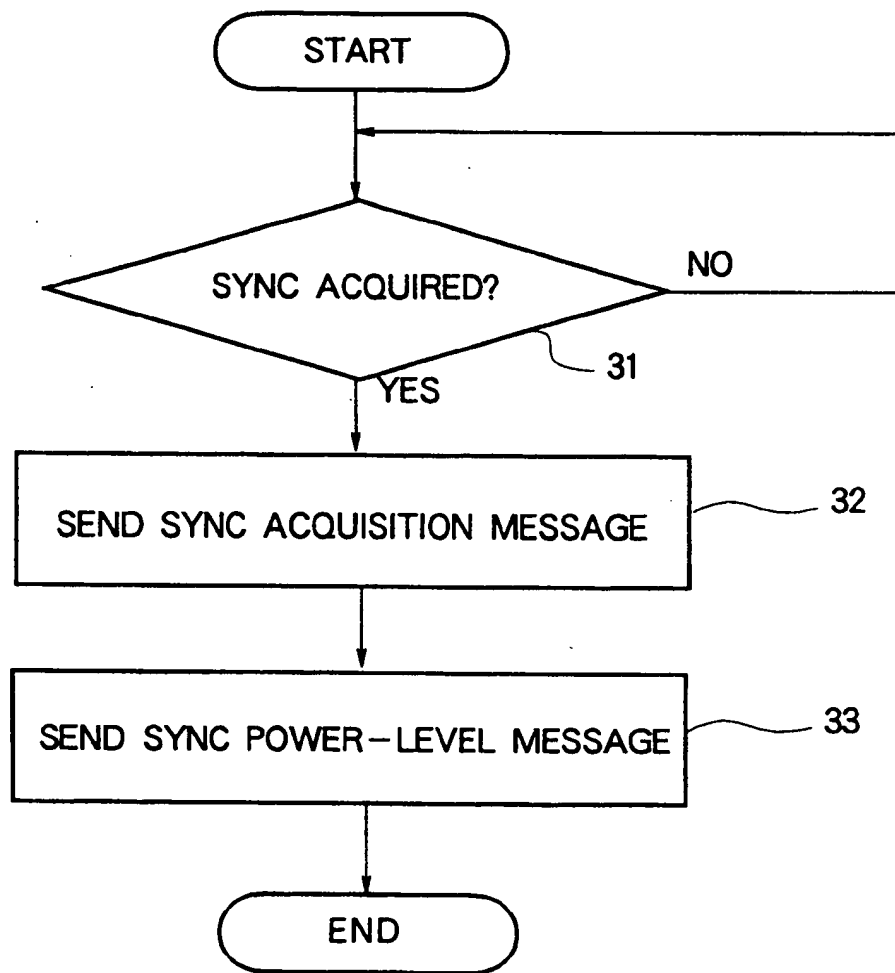 START
SYNC ACQUIRED?
NO
31
YES
SEND SYNC ACQUISITION MESSAGE
32
SEND SYNC POWER-LEVEL MESSAGE
33
END